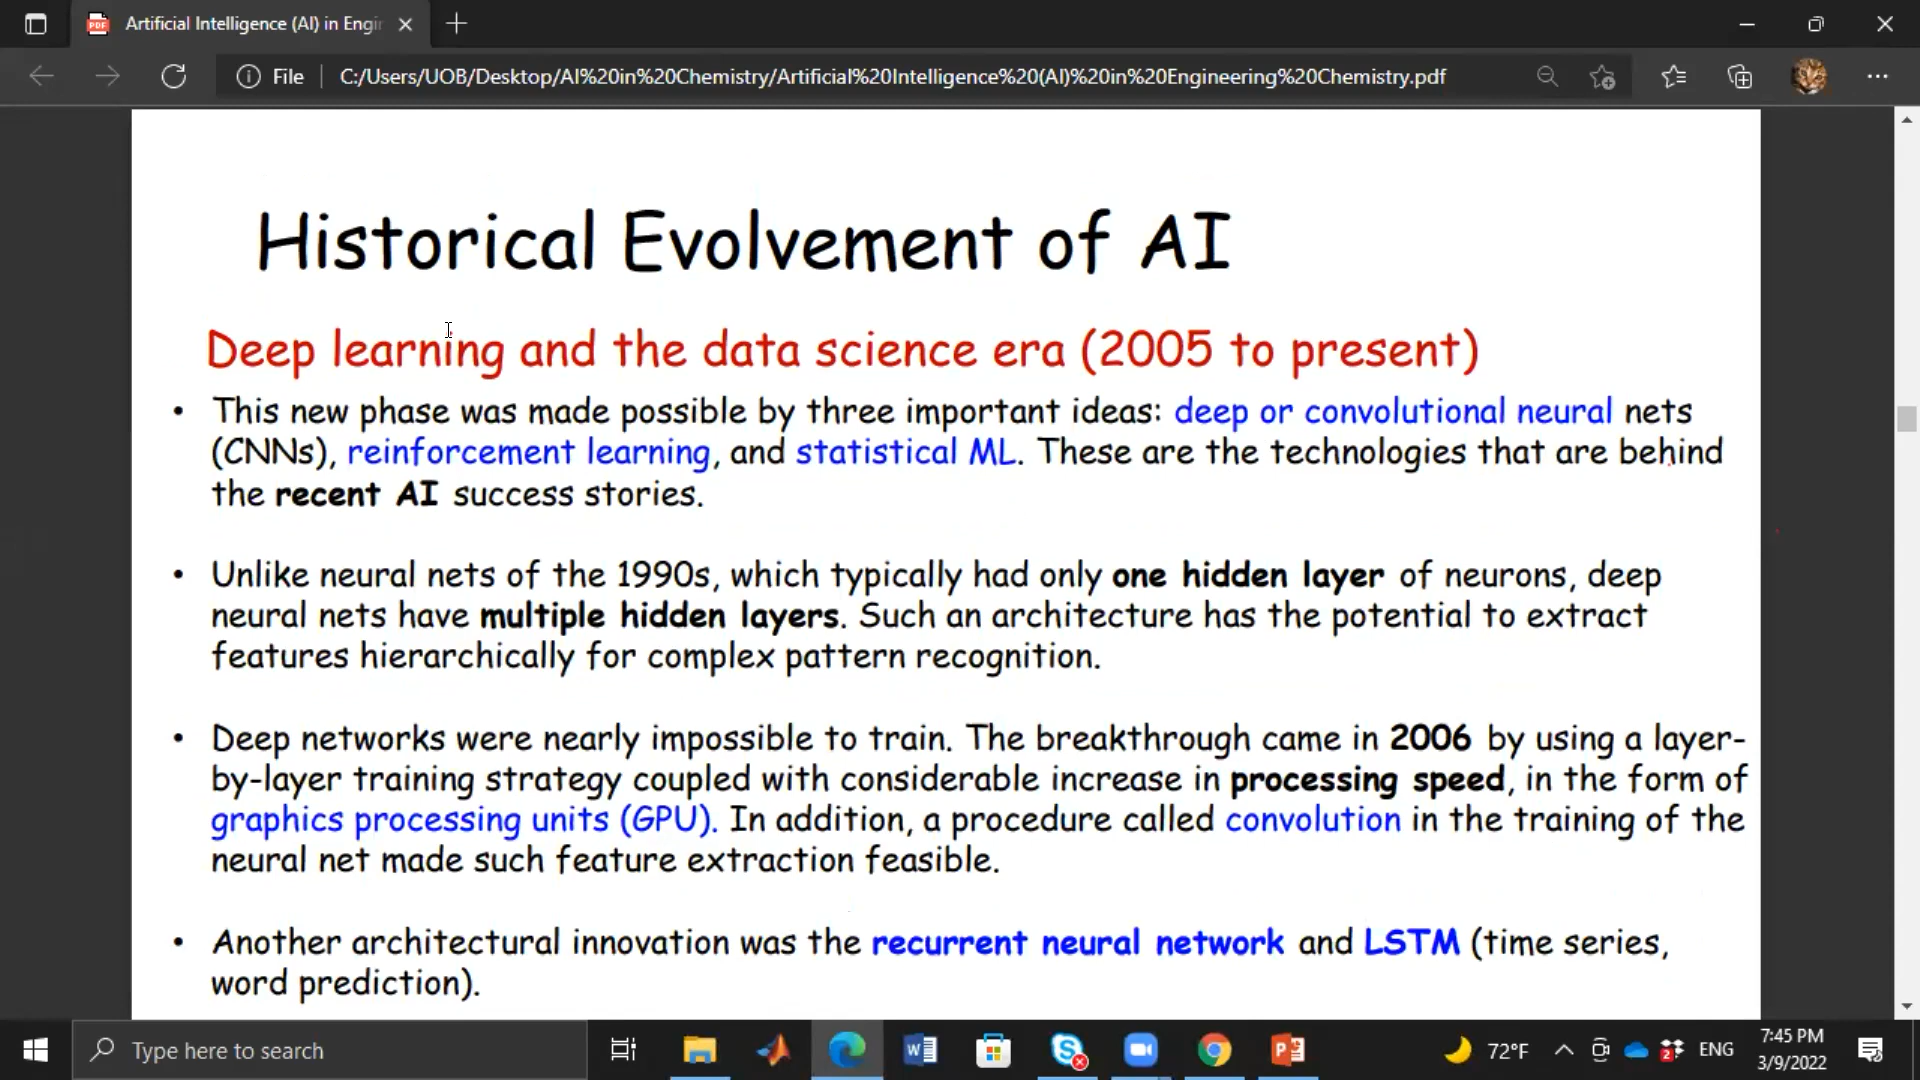 Artificial Intelligence (AI) in Engi
File
C:/Users/UOB/Desktop/AI%20in%20Chemistry/Artificial%20Intelligence%20(AI)%20in%20Engineering%20Chemistry.pdf
Historical Evolvement of AI
Deep learning and the data science era (2005 to present)
• This new phase was made possible by three important ideas: deep or convolutional neural nets
(CNNs), reinforcement learning, and statistical ML. These are the technologies that are behind
the recent AI success stories.
• Unlike neural nets of the 1990s, which typically had only one hidden layer of neurons, deep
neural nets have multiple hidden layers. Such an architecture has the potential to extract
features hierarchically for complex pattern recognition.
• Deep networks were nearly impossible to train. The breakthrough came in 2006 by using a layer-
by-layer training strategy coupled with considerable increase in processing speed, in the form of
graphics processing units (GPU). In addition, a procedure called convolution in the training of the
neural net made such feature extraction feasible.
• Another architectural innovation was the recurrent neural network and LSTM (time series,
word prediction).
Type here to search
72°F
ENG
7:45 PM
3/9/2022